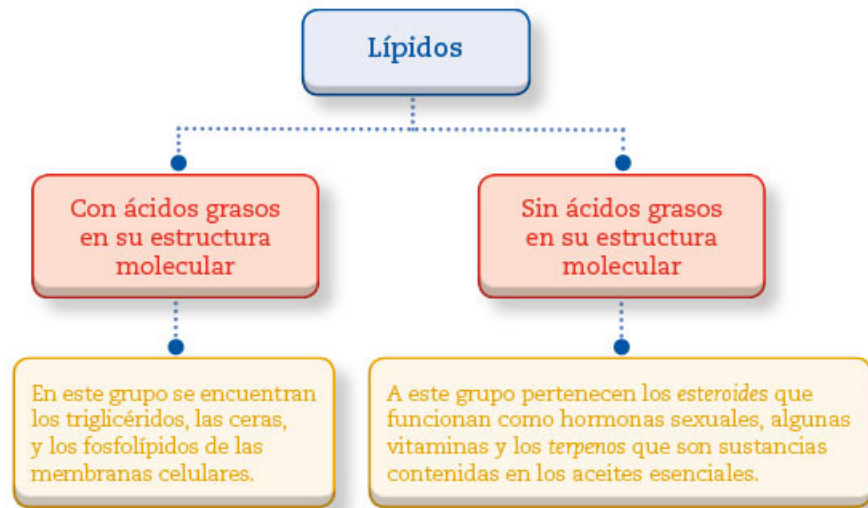 Lípidos
Con ácidos grasos
en su estructura
molecular
Sin ácidos grasos
en su estructura
molecular
En este grupo se encuentran
los triglicéridos, las ceras,
y los fosfolípidos de las
membranas celulares.
A este grupo pertenecen los esteroides que
funcionan como hormonas sexuales, algunas
vitaminas y los terpenos que son sustancias
contenidas en los aceites esenciales.